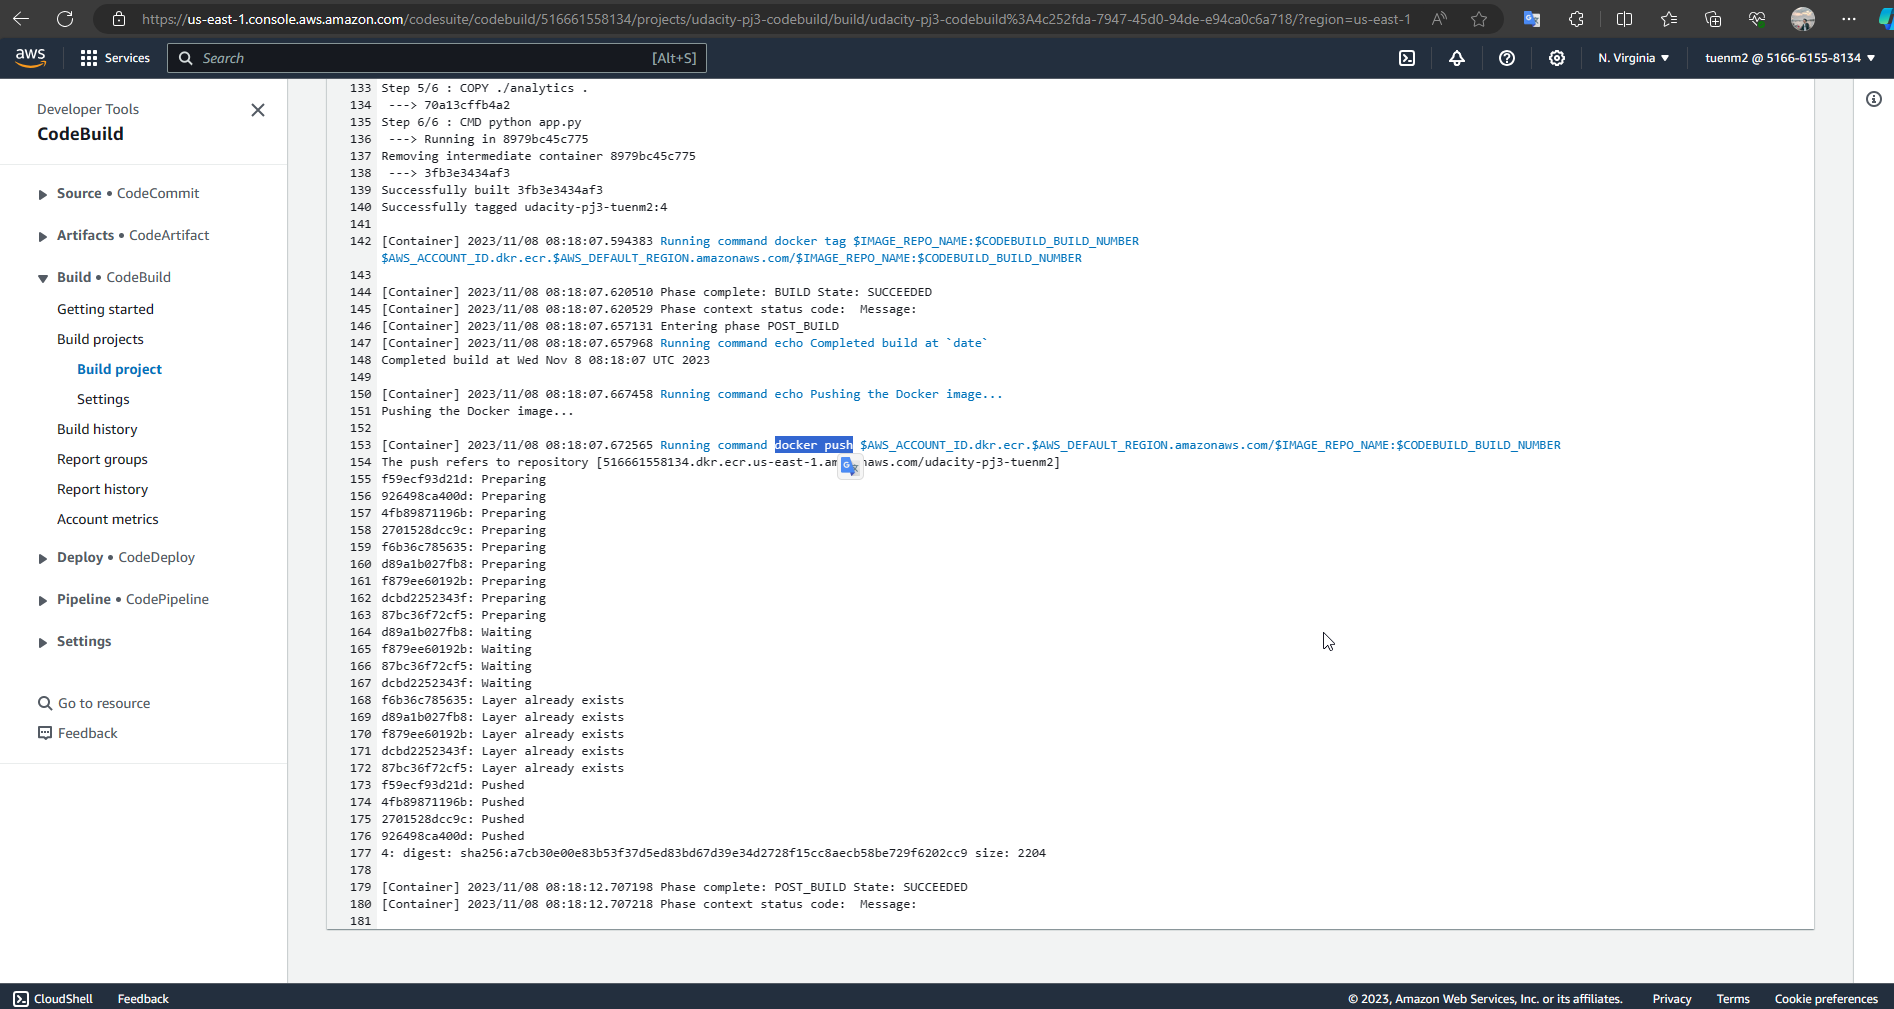 https://us-east-1.console.aws.amazon.com/codesuite/codebuild/516661558134/projects/udacity-pj3-codebuild/build/udacity-pj3-codebuild%3A4c252fda-7947-45d0-94de-e94ca0c6a718/?region=us-east-1
aws
Services
Search
[Alt+S]
N. Virginia ▼
tuenm2 @ 5166-6155-8134 ▼
Developer Tools
CodeBuild
Source • CodeCommit
Artifacts • CodeArtifact
Build • CodeBuild
Getting started
Build projects
Build project
Settings
Build history
Report groups
Report history
Account metrics
Deploy • CodeDeploy
Pipeline • CodePipeline
Settings
Go to resource
Feedback
133 Step 5/6 : COPY ./analytics .
134 ---> 70a13cffb4a2
135 Step 6/6 : CMD python app.py
136 ---> Running in 8979bc45c775
137 Removing intermediate container 8979bc45c775
138 ---> 3fb3e3434af3
139 Successfully built 3fb3e3434af3
140 Successfully tagged udacity-pj3-tuenm2:4
141
142 [Container] 2023/11/08 08:18:07.594383 Running command docker tag $IMAGE_REPO_NAME:$CODEBUILD_BUILD_NUMBER
$AWS_ACCOUNT_ID.dkr.ecr.$AWS_DEFAULT_REGION.amazonaws.com/$IMAGE_REPO_NAME:$CODEBUILD_BUILD_NUMBER
143
144 [Container] 2023/11/08 08:18:07.620510 Phase complete: BUILD State: SUCCEEDED
145 [Container] 2023/11/08 08:18:07.620529 Phase context status code:  Message:
146 [Container] 2023/11/08 08:18:07.657131 Entering phase POST_BUILD
147 [Container] 2023/11/08 08:18:07.657968 Running command echo Completed build at `date`
148 Completed build at Wed Nov 8 08:18:07 UTC 2023
149
150 [Container] 2023/11/08 08:18:07.667458 Running command echo Pushing the Docker image...
151 Pushing the Docker image...
152
153 [Container] 2023/11/08 08:18:07.672565 Running command docker push $AWS_ACCOUNT_ID.dkr.ecr.$AWS_DEFAULT_REGION.amazonaws.com/$IMAGE_REPO_NAME:$CODEBUILD_BUILD_NUMBER
154 The push refers to repository [516661558134.dkr.ecr.us-east-1.am naws.com/udacity-pj3-tuenm2]
155 f59ecf93d21d: Preparing
156 926498ca400d: Preparing
157 4fb89871196b: Preparing
158 2701528dcc9c: Preparing
159 f6b36c785635: Preparing
160 d89a1b027fb8: Preparing
161 f879ee60192b: Preparing
162 dcbd2252343f: Preparing
163 87bc36f72cf5: Preparing
164 d89a1b027fb8: Waiting
165 f879ee60192b: Waiting
166 87bc36f72cf5: Waiting
167 dcbd2252343f: Waiting
168 f6b36c785635: Layer already exists
169 d89a1b027fb8: Layer already exists
170 f879ee60192b: Layer already exists
171 dcbd2252343f: Layer already exists
172 87bc36f72cf5: Layer already exists
173 f59ecf93d21d: Pushed
174 4fb89871196b: Pushed
175 2701528dcc9c: Pushed
176 926498ca400d: Pushed
177 4: digest: sha256:a7cb30e00e83b53f37d5ed83bd67d39e34d2728f15cc8aecb58be729f6202cc9 size: 2204
178
179 [Container] 2023/11/08 08:18:12.707198 Phase complete: POST_BUILD State: SUCCEEDED
180 [Container] 2023/11/08 08:18:12.707218 Phase context status code:  Message:
181
CloudShell
Feedback
© 2023, Amazon Web Services, Inc. or its affiliates.
Privacy
Terms
Cookie preferences